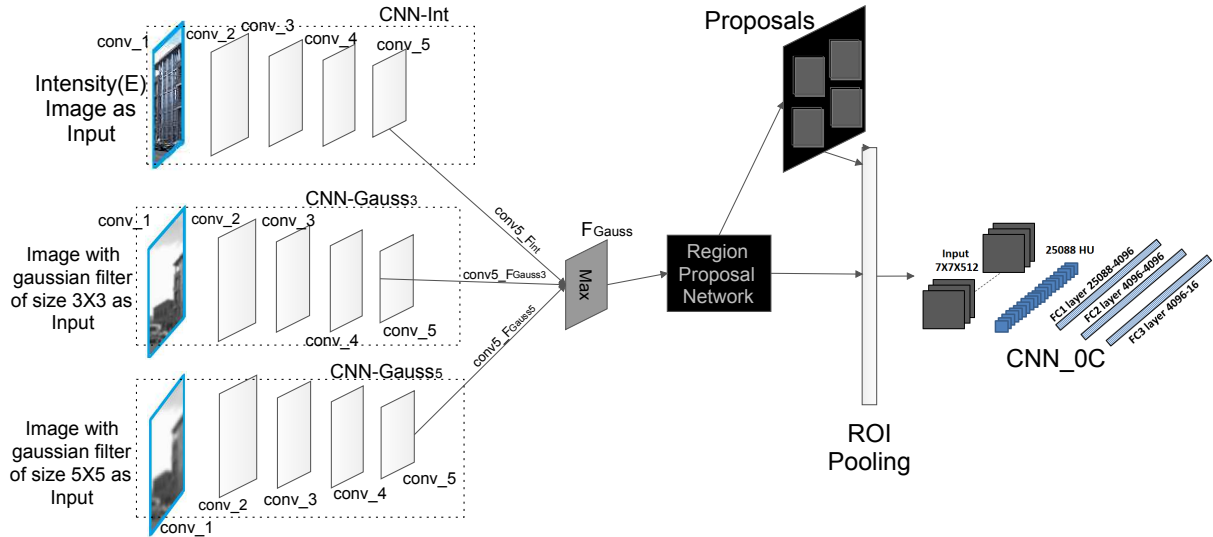 CNN-Int
conv_1
conv_2
conv_3
conv_4
conv_5
Intensity(E)
Image as
Input
CNN-Gauss3
conv_1
conv_2
conv_3
conv_4
conv_5
Image with
gaussian filter
of size 3X3 as
Input
CNN-Gauss5
conv_1
conv_2
conv_3
conv_4
conv_5
Image with
gaussian filter
of size 5X5 as
Input
conv5_FInt
conv5_FGauss3
conv5_FGauss5
FGauss
Max
Region
Proposal
Network
Proposals
ROI
Pooling
Input
7X7X512
25088 HU
FC1 layer 25088-4096
FC2 layer 4096-4096
FC3 layer 4096-16
CNN_0C